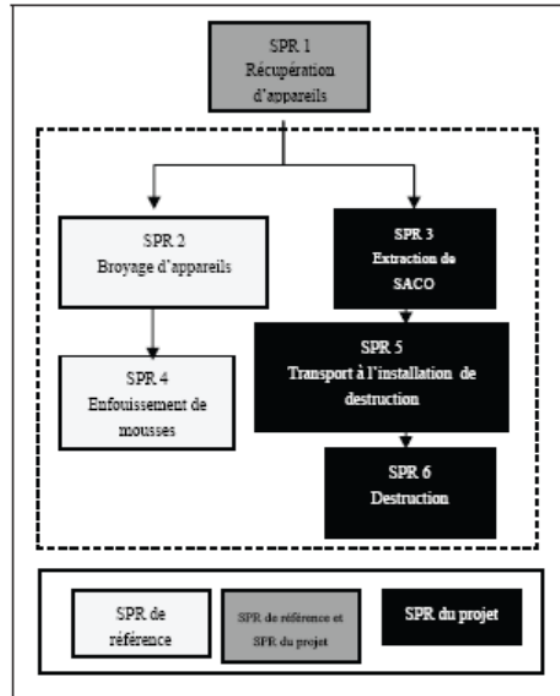 SPR 1
Récupération
d'appareils
SPR 2
Broyage d'appareils
SPR 3
Extraction de
SACO
SPR 4
Enfouissement de
mousses
SPR 5
Transport à l'installation de
destruction
SPR 6
Destruction
SPR de
référence
SPR de référence et
SPR du projet
SPR du projet